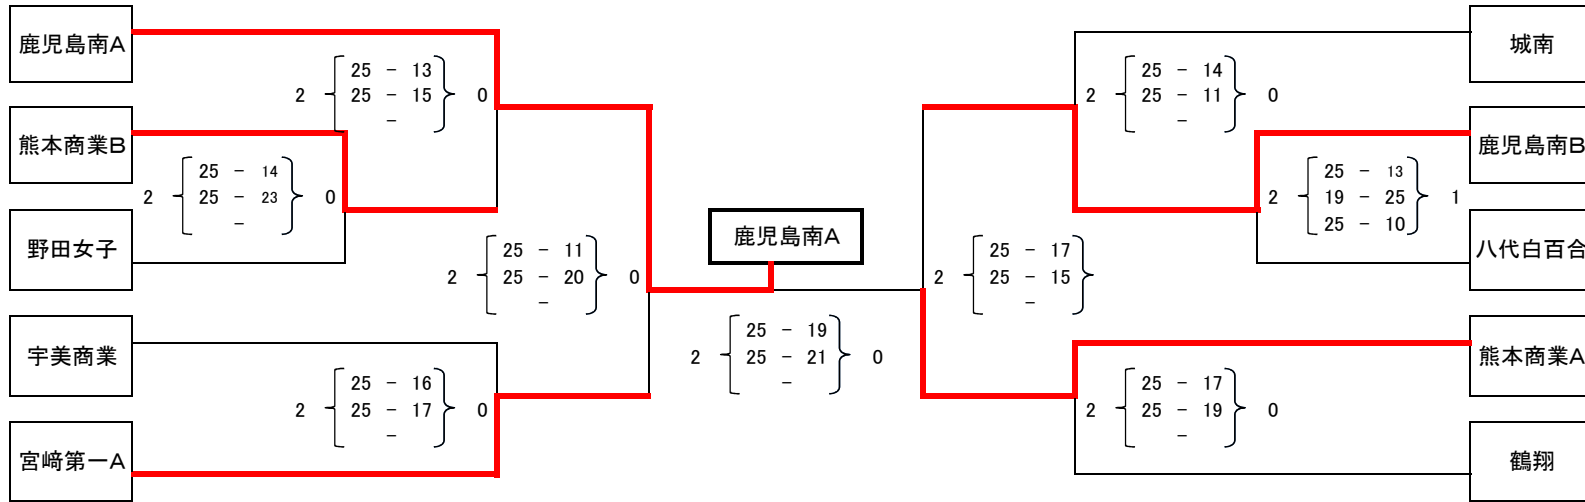 鹿児島南A
城南
25 - 13
2 25 - 15 0
-
25 - 14
2 25 - 11 0
-
熊本商業B
鹿児島南B
25 - 14
2 25 - 23 0
-
25 - 13
2 19 - 25 1
25 - 10
野田女子
鹿児島南A
八代白百合
25 - 11
2 25 - 20 0
-
25 - 17
2 25 - 15
-
宇美商業
25 - 19
2 25 - 21 0
-
熊本商業A
25 - 16
2 25 - 17 0
-
25 - 17
2 25 - 19 0
-
宮﨑第一A
鶴翔